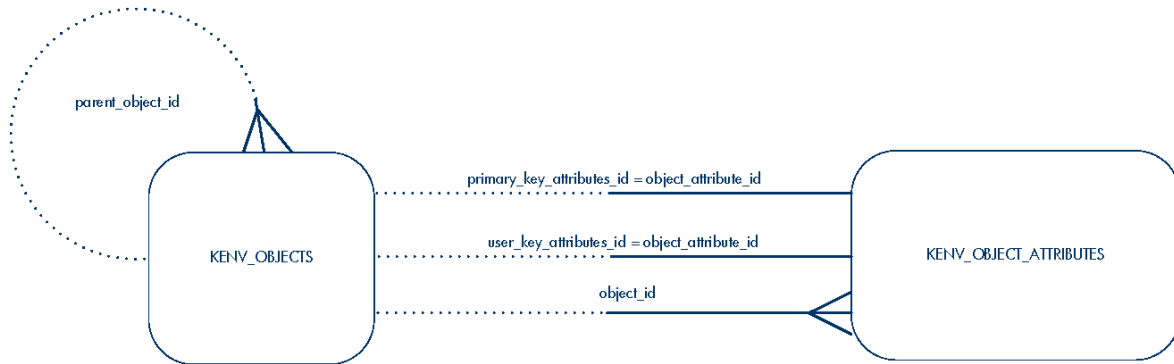 parent_object_id
primary_key_attributes_id = object_attribute_id
user_key_attributes_id = object_attribute_id
KENV_OBJECTS
KENV_OBJECT_ATTRIBUTES
object_id